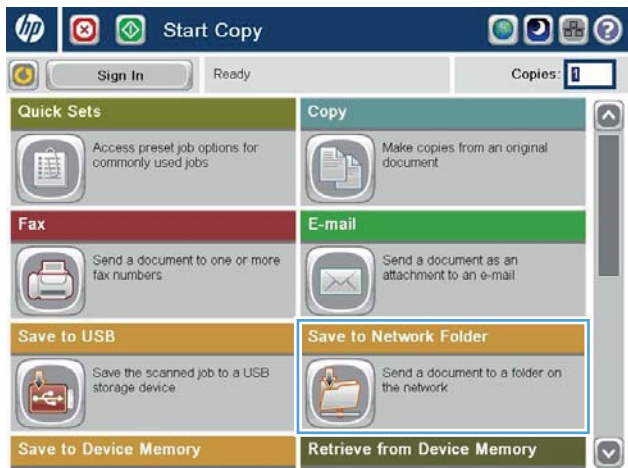 hp
Start Copy
?
Sign In
Ready
Copies: 1
Quick Sets
Access preset job options for
commonly used jobs
Copy
Make copies from an original
document
Fax
Send a document to one or more
fax numbers
E-mail
Send a document as an
attachment to an e-mail
Save to USB
Save the scanned job to a USB
storage device
Save to Network Folder
Send a document to a folder on
the network
Save to Device Memory
Retrieve from Device Memory